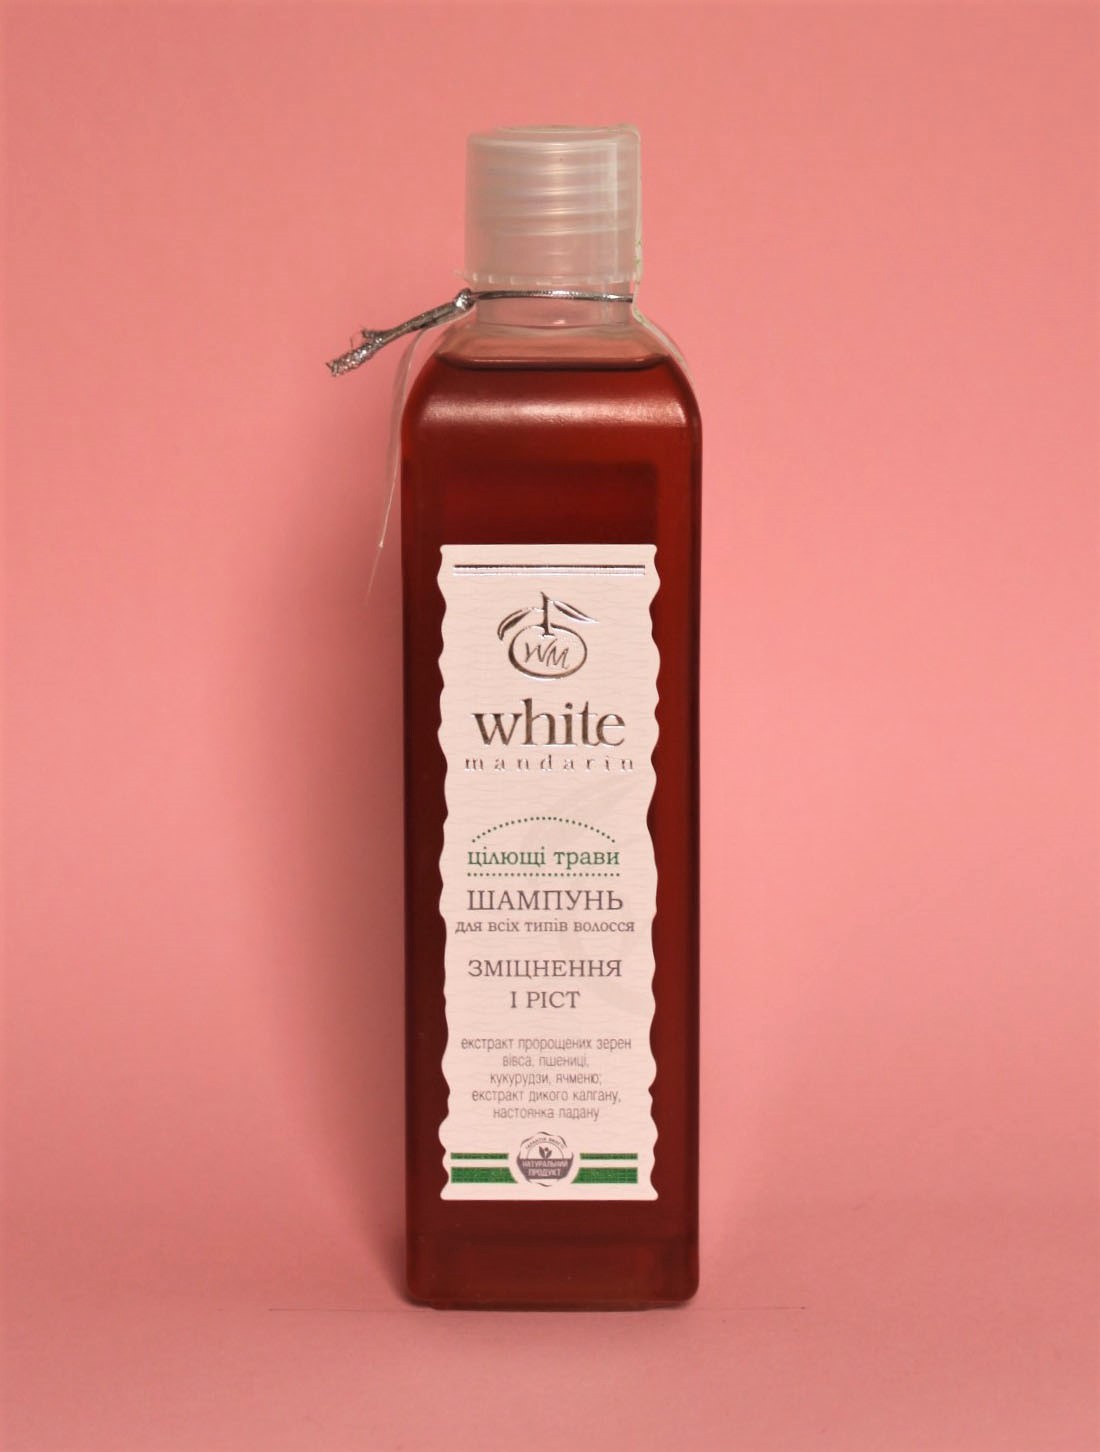 WM
white
mandarin
цілющі трави
ШАМПУНЬ
для всіх типів волосся
ЗМІЦНЕННЯ
І РІСТ
екстракт пророщених зерен
вівса, пшениці,
кукурудзи, ячменю;
екстракт дикого калгану,
настоянка ладану
НАТУРАЛЬНИЙ
ПРОДУКТ